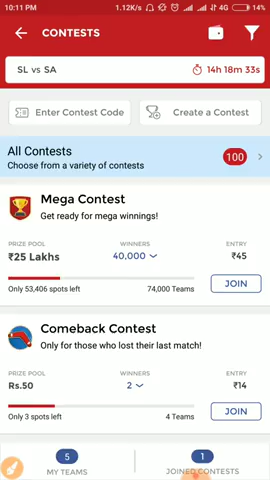 10:11 PM
1.12K/s
4G
14%
CONTESTS
SL vs SA
14h 18m 33s
Enter Contest Code
Create a Contest
All Contests
100
Choose from a variety of contests
Mega Contest
Get ready for mega winnings!
PRIZE POOL WINNERS ENTRY
₹25 Lakhs 40,000 ₹45
Only 53,406 spots left 74,000 Teams JOIN
Comeback Contest
Only for those who lost their last match!
PRIZE POOL WINNERS ENTRY
Rs.50 2 ₹14
Only 3 spots left 4 Teams JOIN
5 1
MY TEAMS JOINED CONTESTS